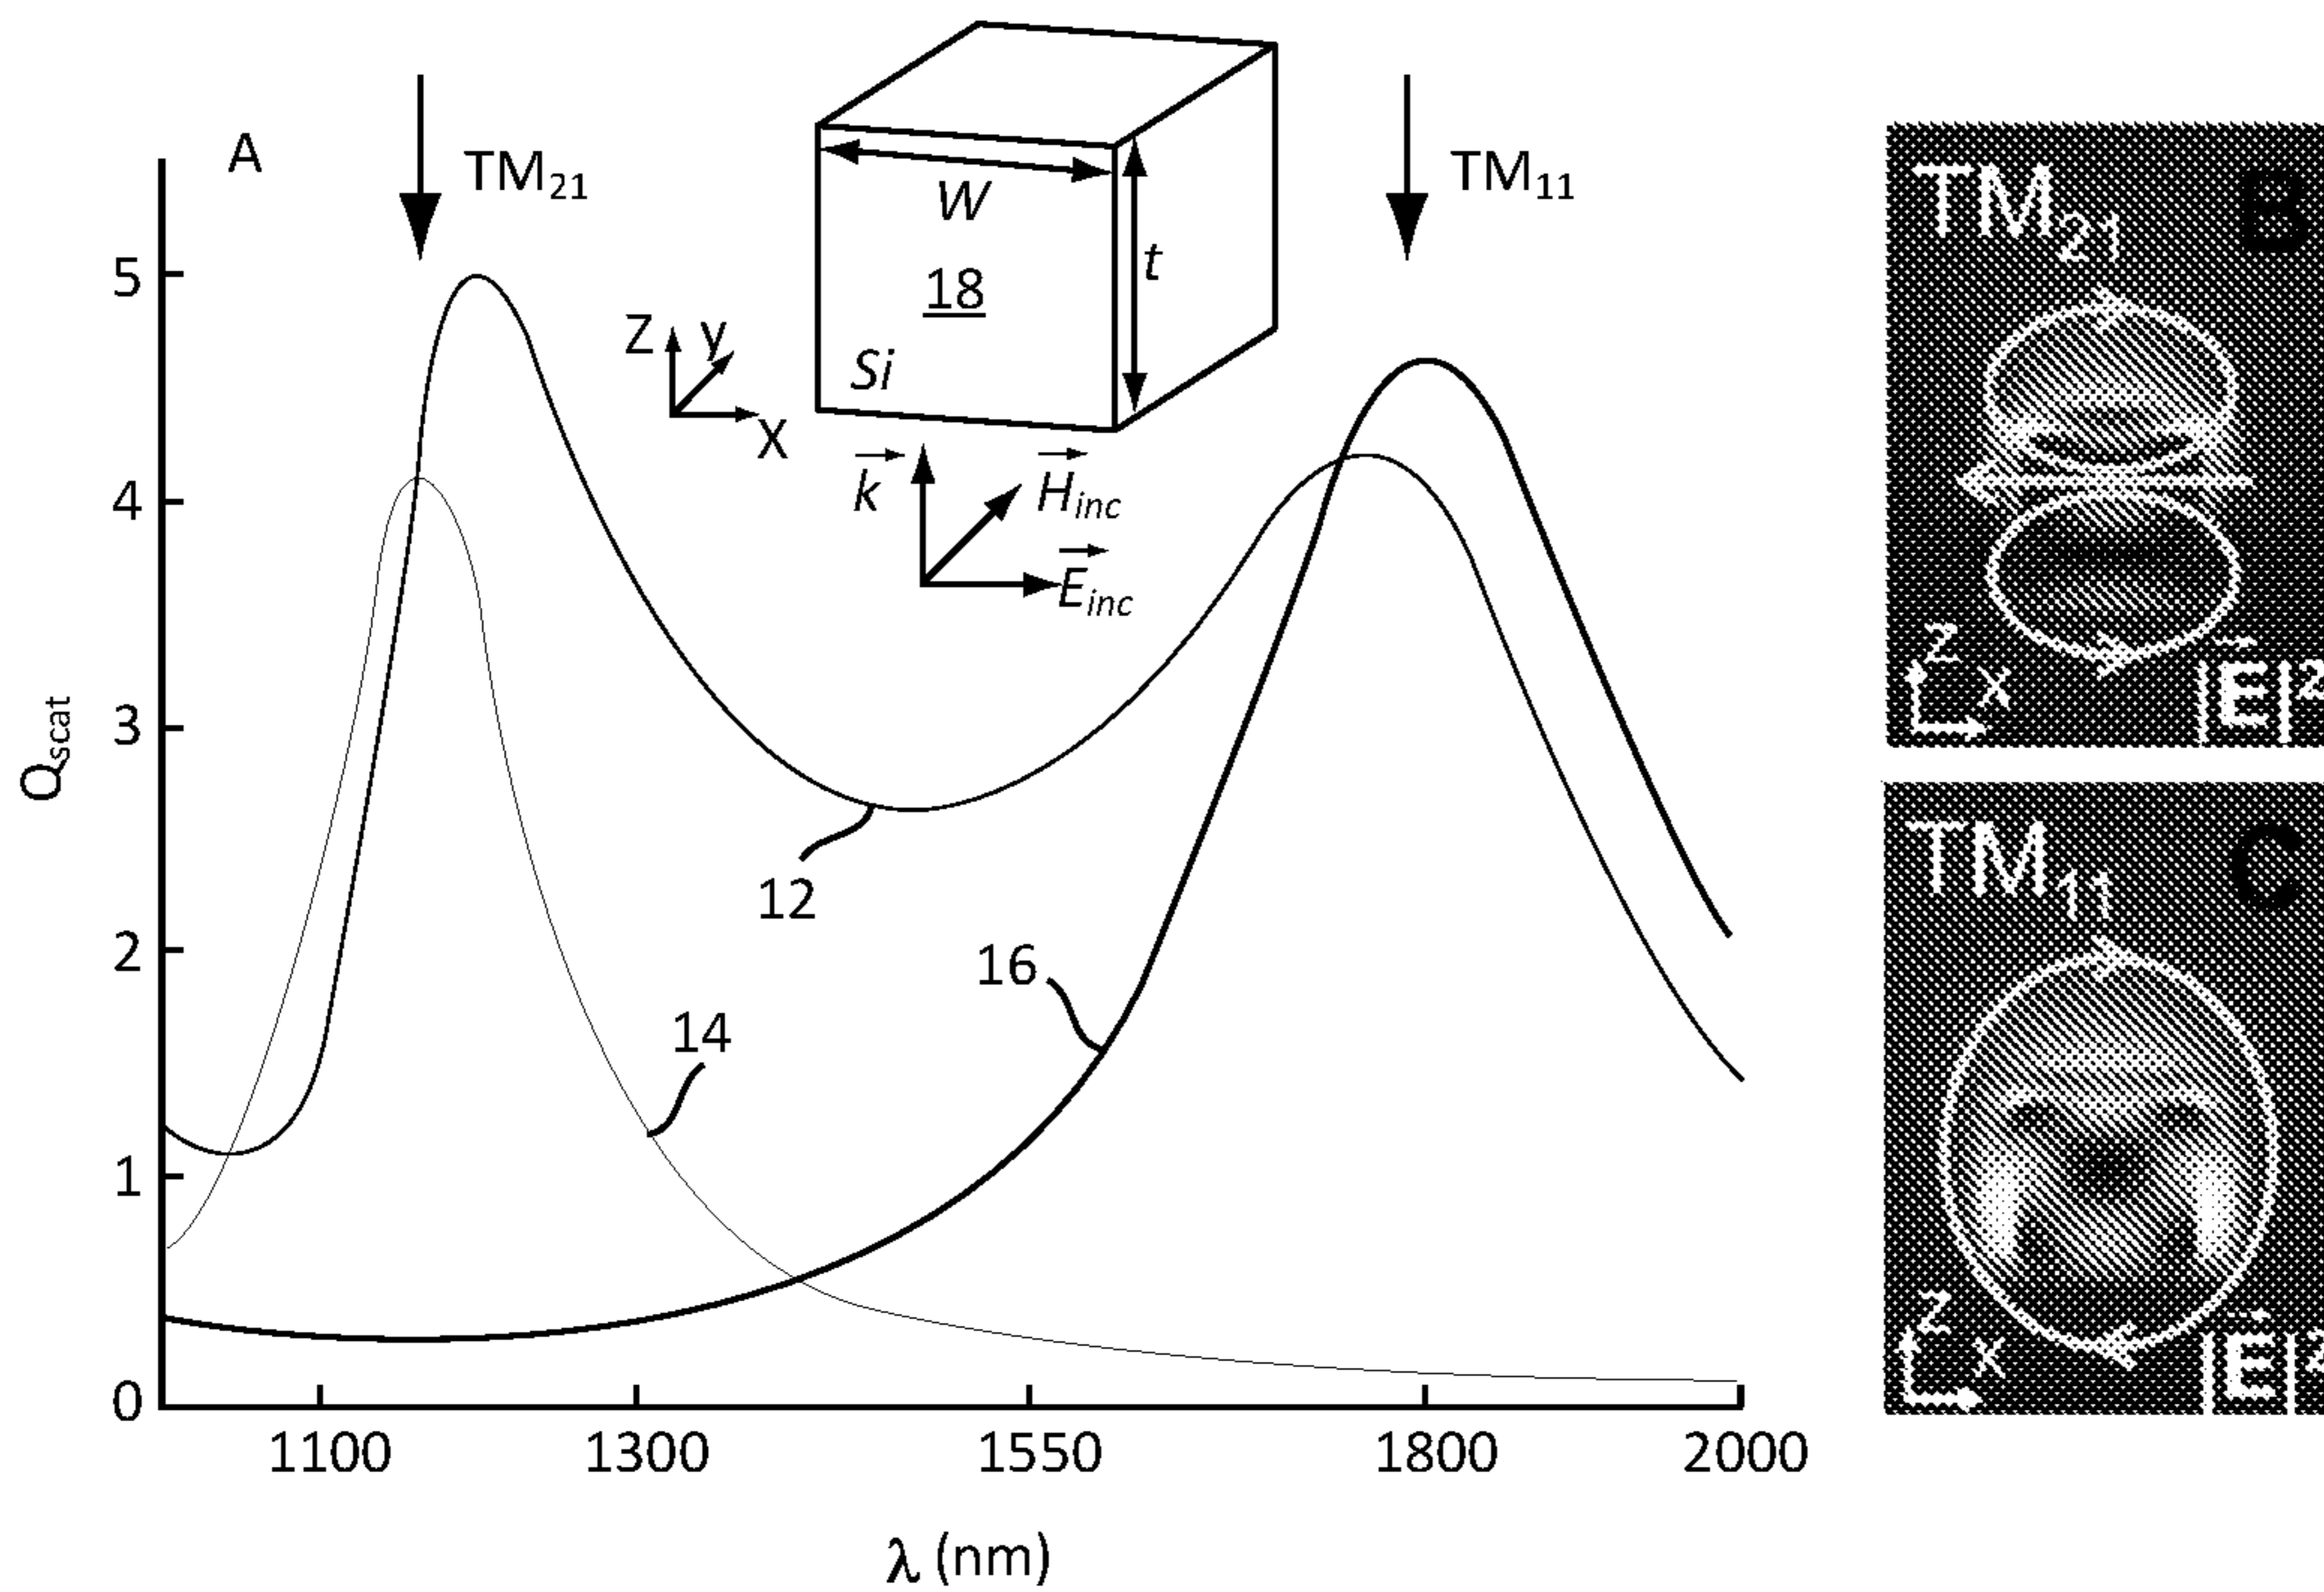 A
TM21
TM11
W
t
18
Si
Z
y
X
k
Hinc
Einc
Qscat
5
4
3
2
1
0
12
14
16
1100
1300
1550
1800
2000
λ (nm)
TM21
B
Z
X
|E|2
TM11
C
Z
X
|E|2